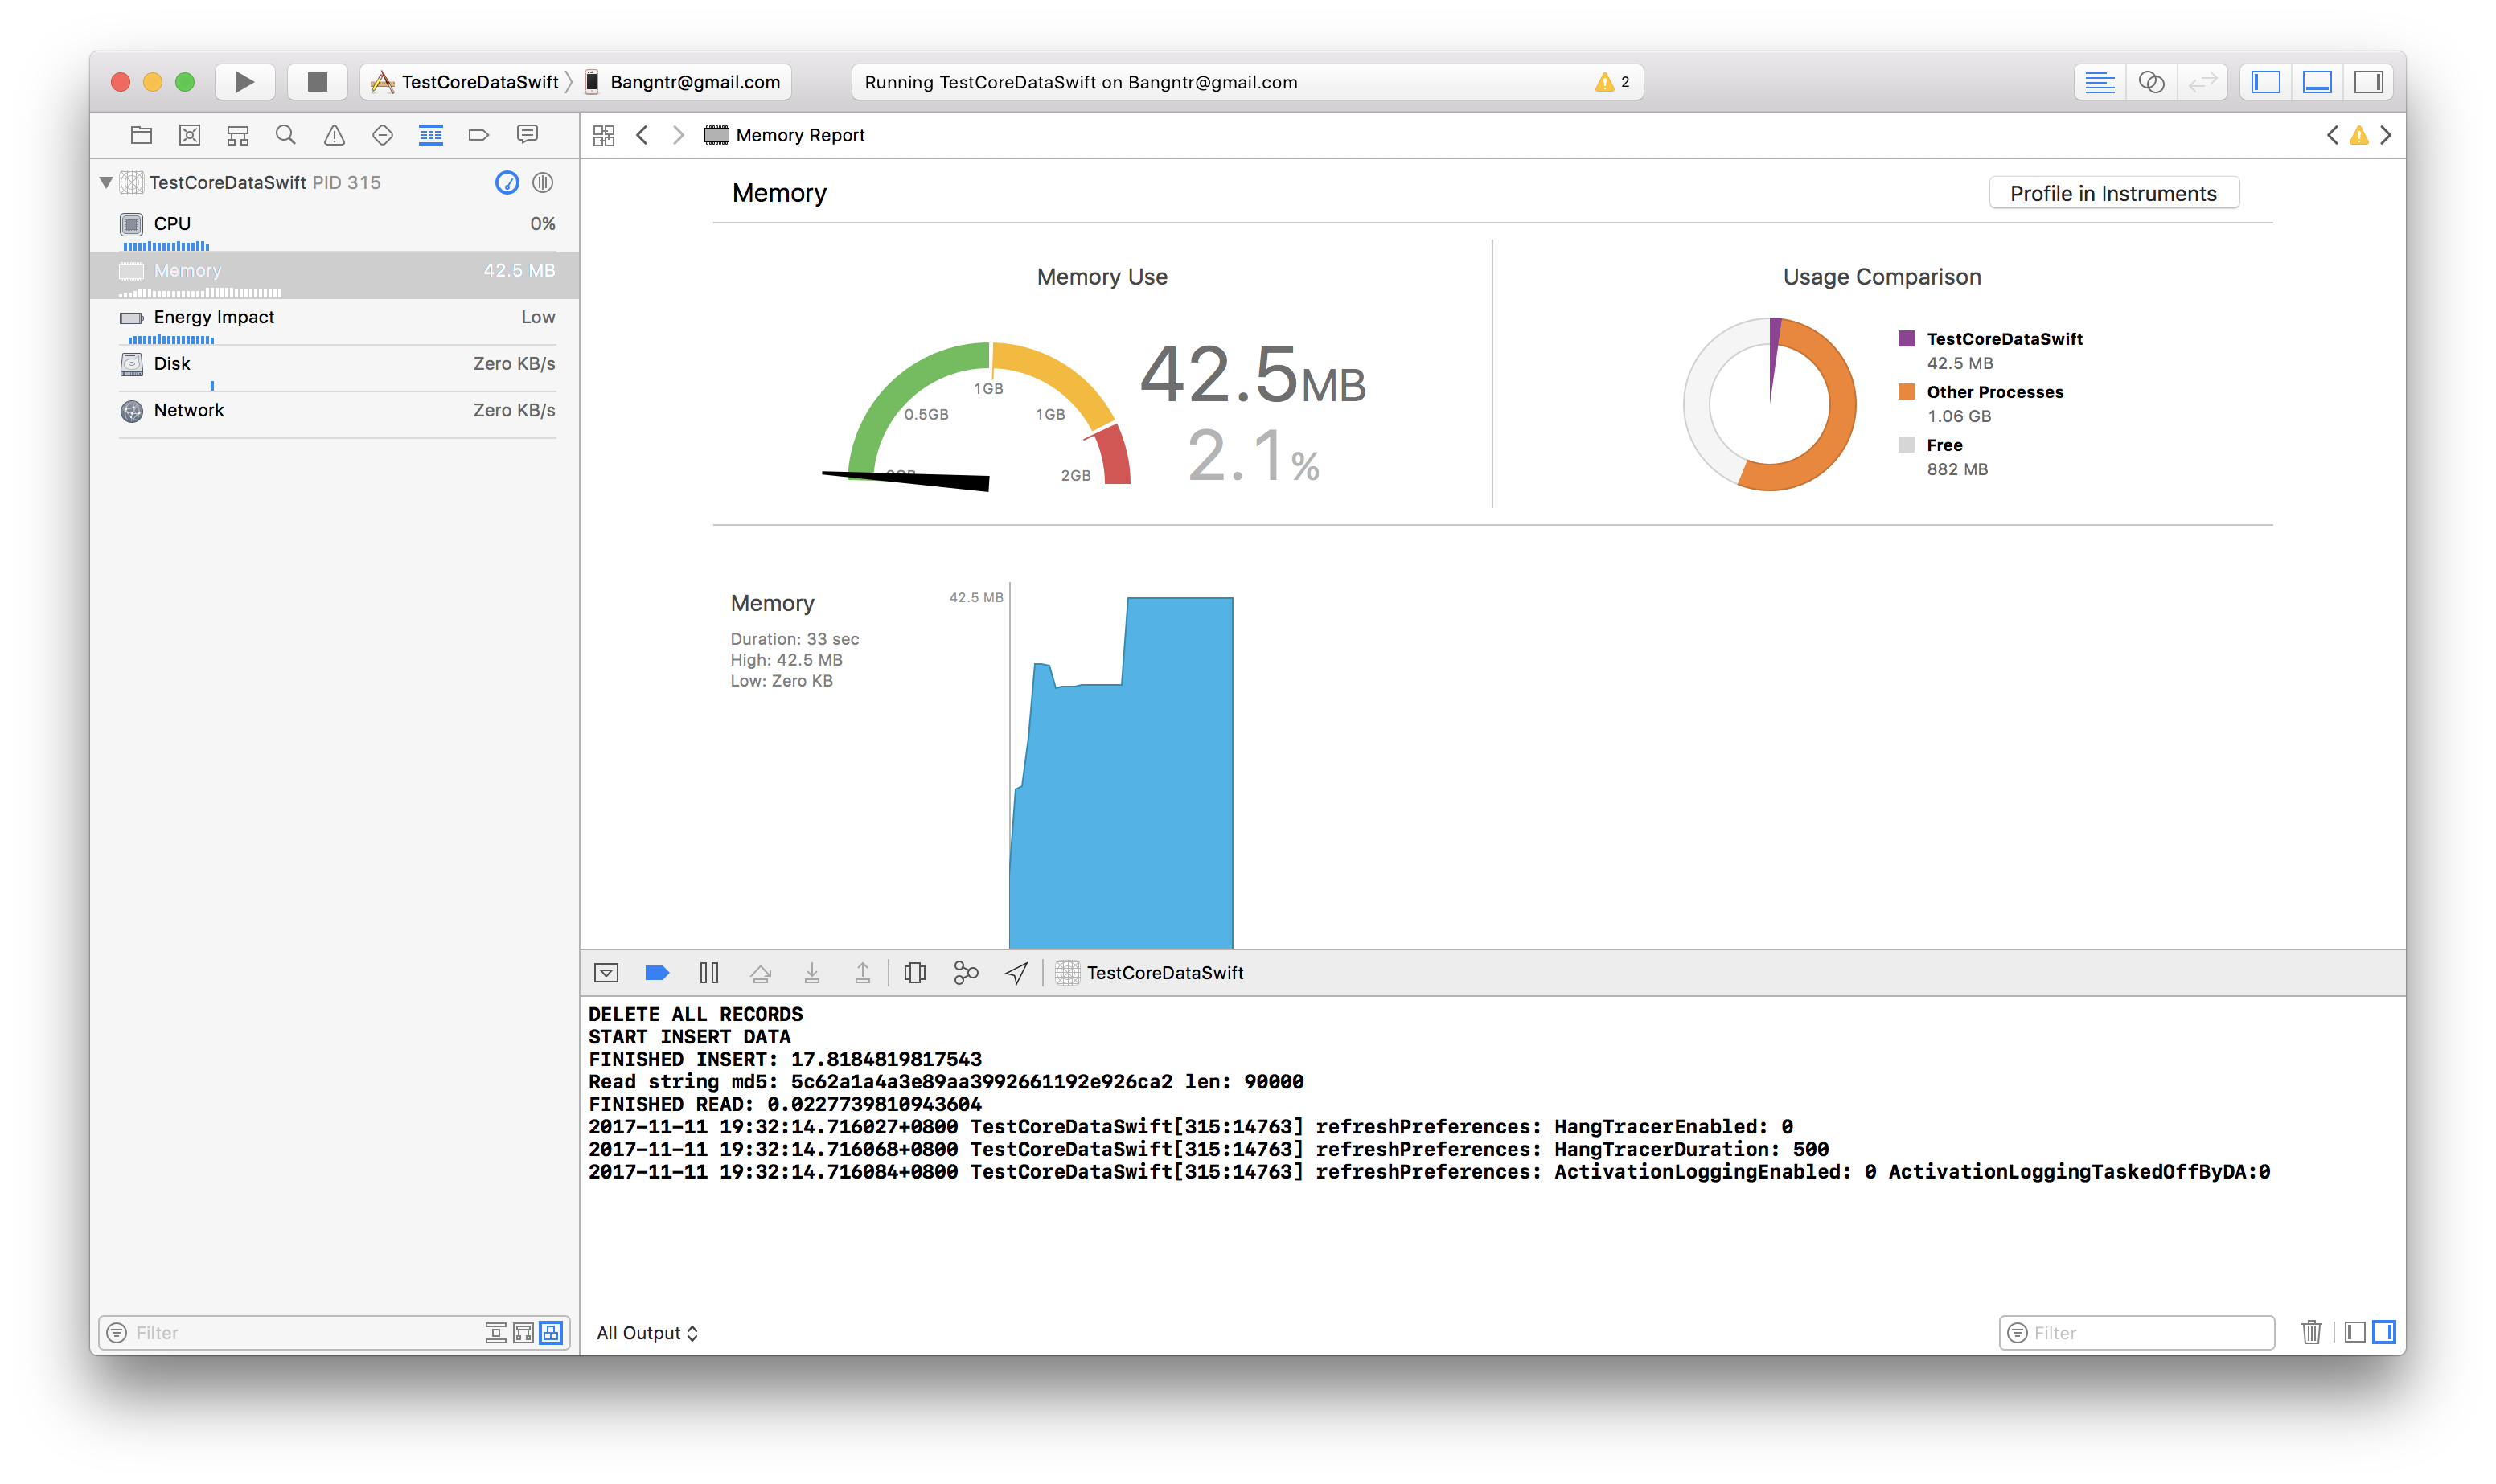 TestCoreDataSwift Bangntr@gmail.com
Running TestCoreDataSwift on Bangntr@gmail.com 2
Memory Report
TestCoreDataSwift PID 315
CPU 0%
Memory 42.5 MB
Energy Impact Low
Disk Zero KB/s
Network Zero KB/s
Memory
Profile in Instruments
Memory Use
0GB
0.5GB
1GB
1GB
2GB
42.5MB
2.1%
Usage Comparison
TestCoreDataSwift
42.5 MB
Other Processes
1.06 GB
Free
882 MB
Memory
Duration: 33 sec
High: 42.5 MB
Low: Zero KB
42.5 MB
TestCoreDataSwift
DELETE ALL RECORDS
START INSERT DATA
FINISHED INSERT: 17.8184819817543
Read string md5: 5c62a1a4a3e89aa3992661192e926ca2 len: 90000
FINISHED READ: 0.0227739810943604
2017-11-11 19:32:14.716027+0800 TestCoreDataSwift[315:14763] refreshPreferences: HangTracerEnabled: 0
2017-11-11 19:32:14.716068+0800 TestCoreDataSwift[315:14763] refreshPreferences: HangTracerDuration: 500
2017-11-11 19:32:14.716084+0800 TestCoreDataSwift[315:14763] refreshPreferences: ActivationLoggingEnabled: 0 ActivationLoggingTaskedOffByDA:0
Filter
All Output
Filter